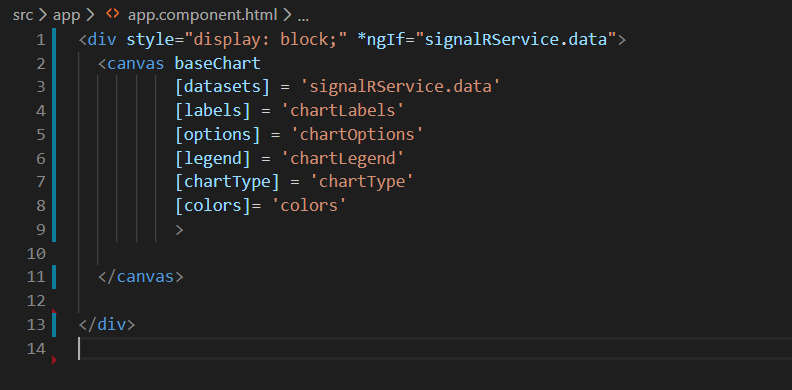 src > app > <> app.component.html > ...
1 <div style="display: block;" *ngIf="signalRService.data">
2 <canvas baseChart
3 [datasets] = 'signalRService.data'
4 [labels] = 'chartLabels'
5 [options] = 'chartOptions'
6 [legend] = 'chartLegend'
7 [chartType] = 'chartType'
8 [colors]= 'colors'
9 >
10
11 </canvas>
12
13 </div>
14